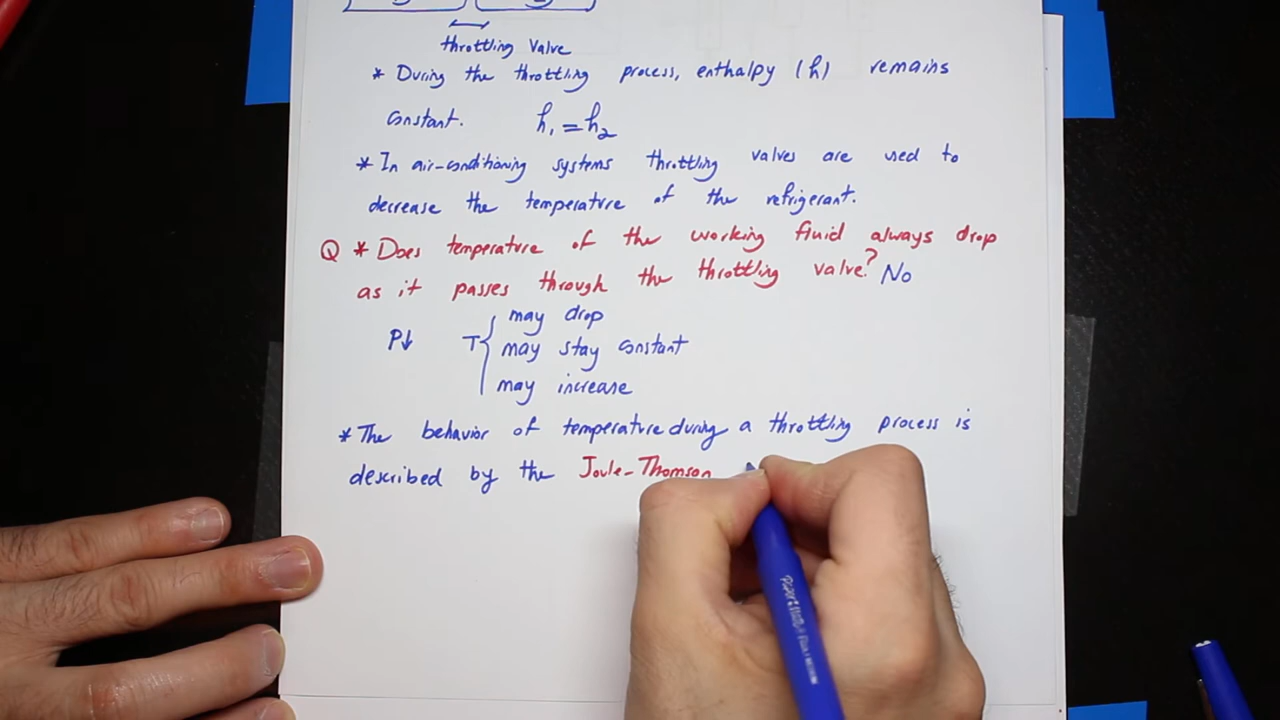 throttling valve
* During the throttling process, enthalpy (h) remains
constant. h₁ = h₂
* In air-conditioning systems throttling valves are used to
decrease the temperature of the refrigerant.
Q * Does temperature of the working fluid always drop
as it passes through the throttling valve? No
may drop
P↓ T { may stay constant
may increase
* The behavior of temperature during a throttling process is
described by the Joule-Thomson